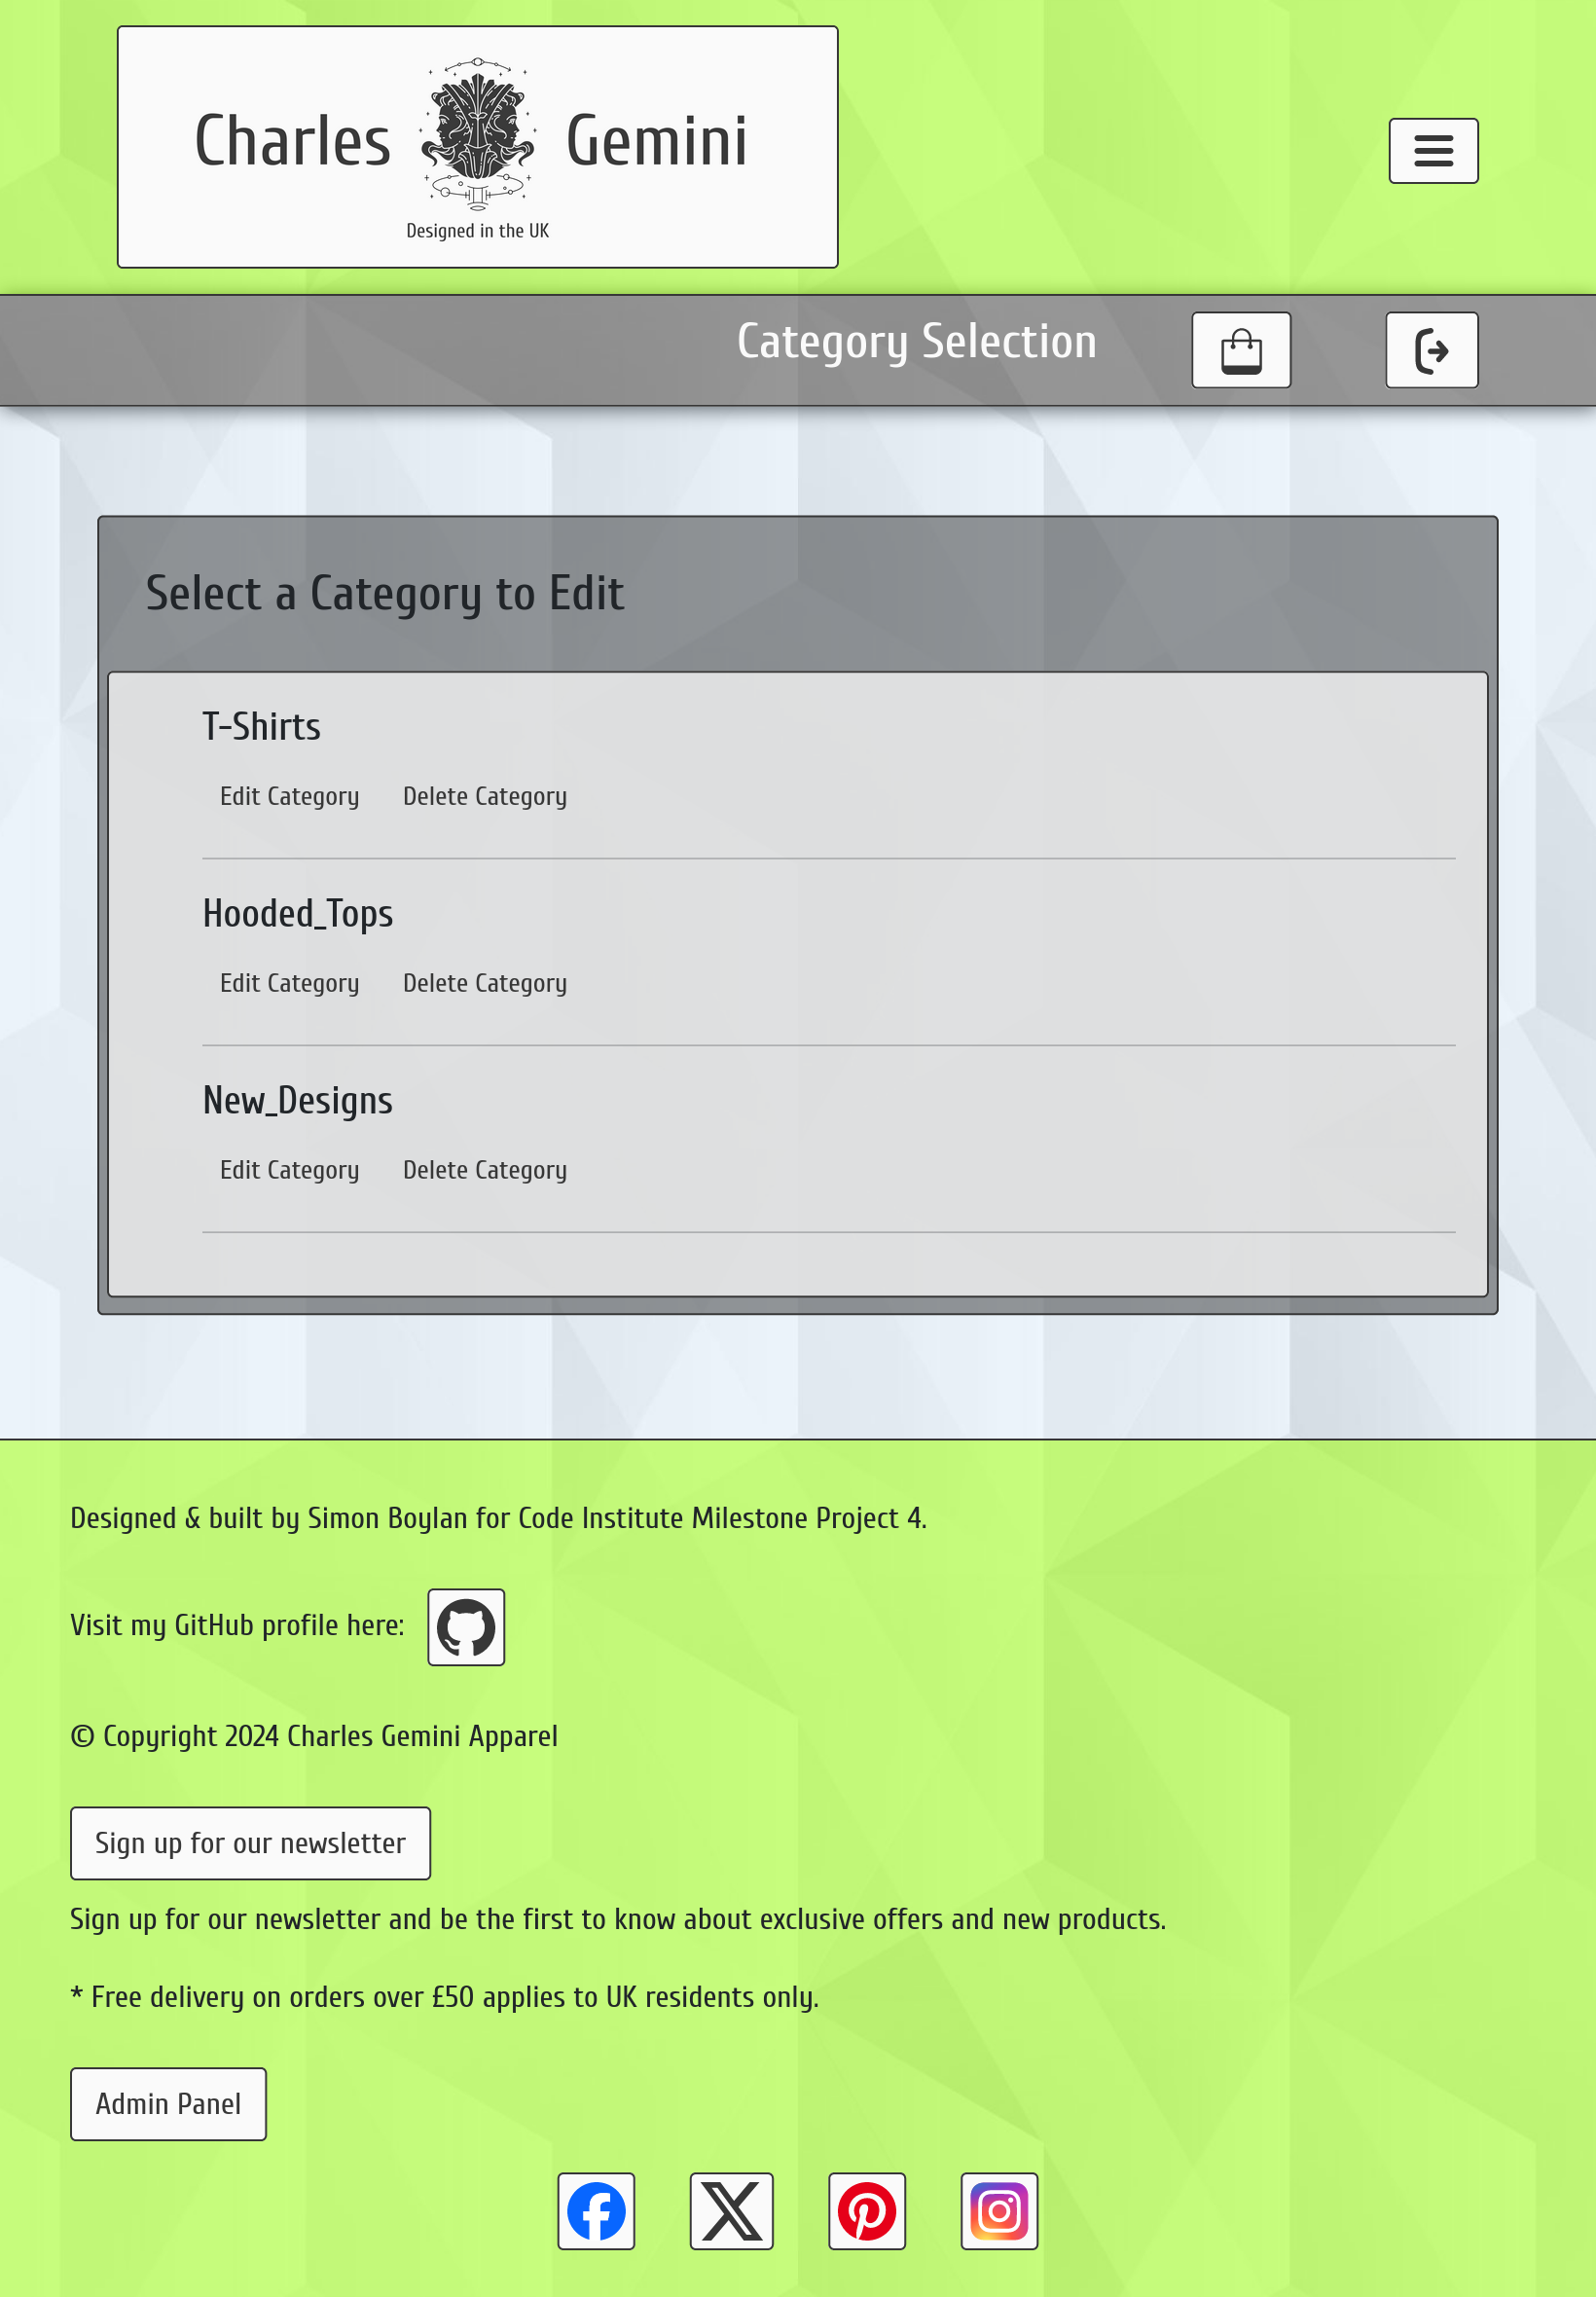 Charles Gemini
Designed in the UK
Category Selection
Select a Category to Edit
T-Shirts
Edit Category Delete Category
Hooded_Tops
Edit Category Delete Category
New_Designs
Edit Category Delete Category
Designed & built by Simon Boylan for Code Institute Milestone Project 4.
Visit my GitHub profile here:
© Copyright 2024 Charles Gemini Apparel
Sign up for our newsletter
Sign up for our newsletter and be the first to know about exclusive offers and new products.
* Free delivery on orders over £50 applies to UK residents only.
Admin Panel